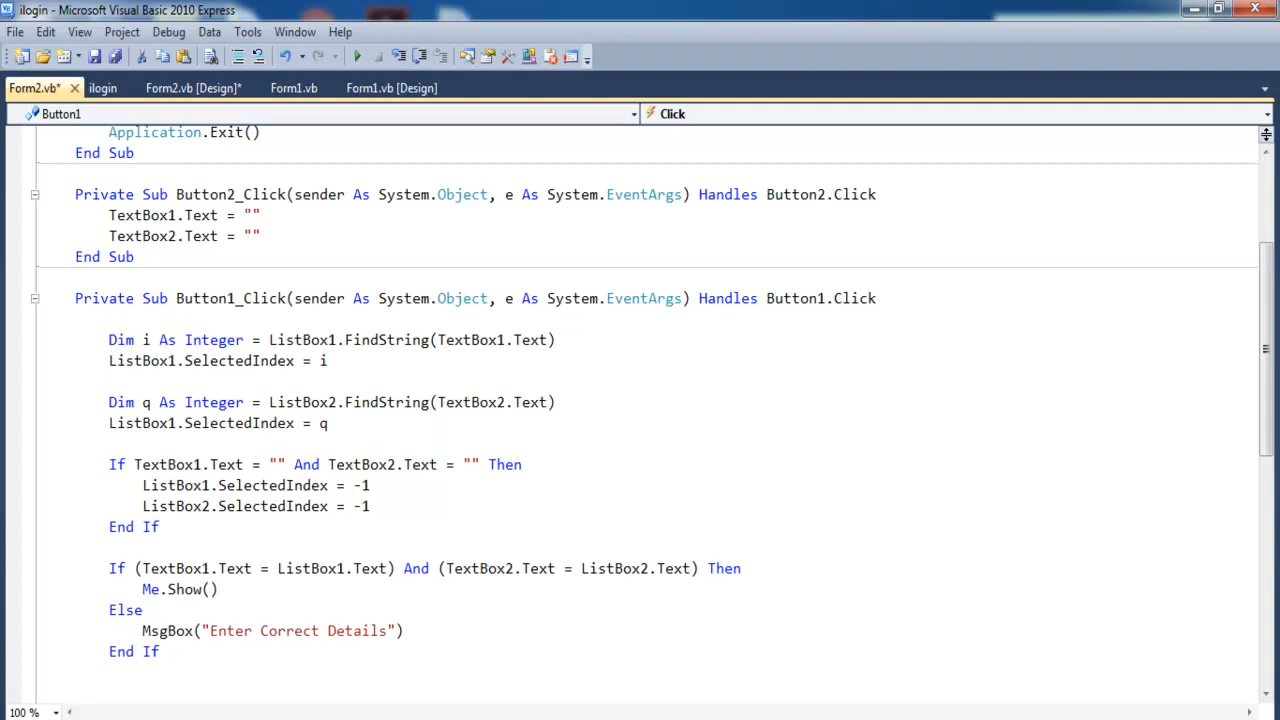 ilogin - Microsoft Visual Basic 2010 Express
File Edit View Project Debug Data Tools Window Help
Form2.vb* ilogin Form2.vb [Design]* Form1.vb Form1.vb [Design]
Button1 Click
Application.Exit()
End Sub
Private Sub Button2_Click(sender As System.Object, e As System.EventArgs) Handles Button2.Click
TextBox1.Text = ""
TextBox2.Text = ""
End Sub
Private Sub Button1_Click(sender As System.Object, e As System.EventArgs) Handles Button1.Click
Dim i As Integer = ListBox1.FindString(TextBox1.Text)
ListBox1.SelectedIndex = i
Dim q As Integer = ListBox2.FindString(TextBox2.Text)
ListBox1.SelectedIndex = q
If TextBox1.Text = "" And TextBox2.Text = "" Then
ListBox1.SelectedIndex = -1
ListBox2.SelectedIndex = -1
End If
If (TextBox1.Text = ListBox1.Text) And (TextBox2.Text = ListBox2.Text) Then
Me.Show()
Else
MsgBox("Enter Correct Details")
End If
100 %